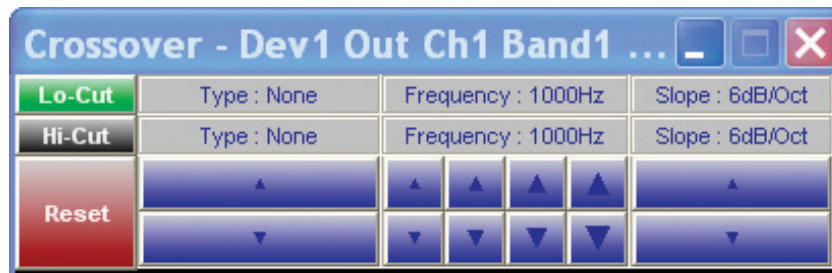 Crossover - Dev1 Out Ch1 Band1 ...
Lo-Cut Type : None Frequency : 1000Hz Slope : 6dB/Oct
Hi-Cut Type : None Frequency : 1000Hz Slope : 6dB/Oct
Reset